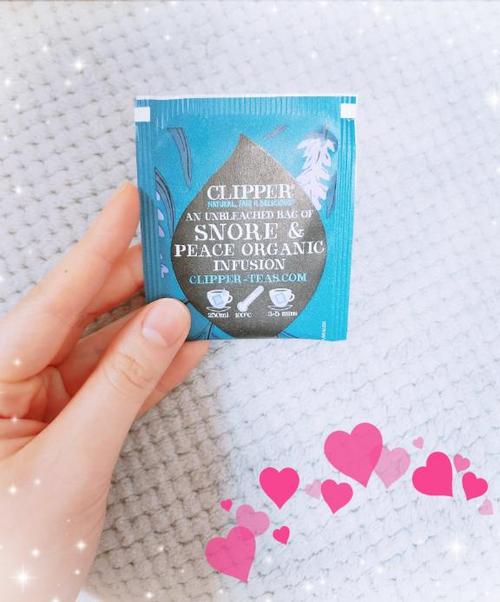 CLIPPER®
NATURAL, FAIR & DELICIOUS
AN UNBLEACHED BAG OF
SNORE &
PEACE ORGANIC
INFUSION
CLIPPER-TEAS.COM
250ml 100°C 3-5 mins